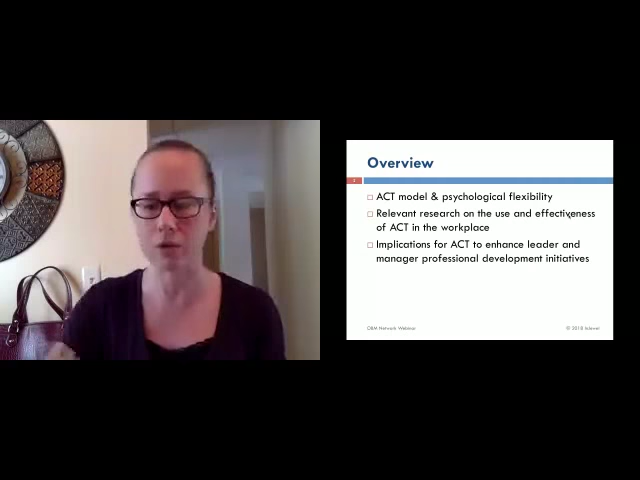 Overview
2
□ ACT model & psychological flexibility
□ Relevant research on the use and effectiveness
of ACT in the workplace
□ Implications for ACT to enhance leader and
manager professional development initiatives
OBM Network Webinar